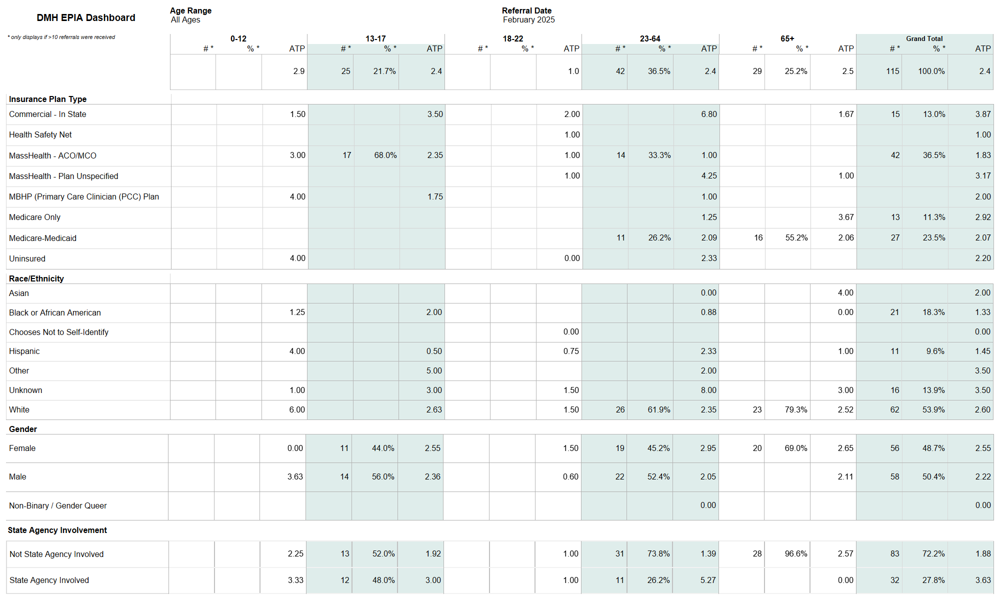 Age Range Referral Date
DMH EPIA Dashboard All Ages February 2025
* only displays if >10 referrals were received 0-12 13-17 18-22 23-64 65+ Grand Total
# * % * ATP # * % * ATP # * % * ATP # * % * ATP # * % * ATP # * % * ATP
2.9 25 21.7% 2.4 1.0 42 36.5% 2.4 29 25.2% 2.5 115 100.0% 2.4
Insurance Plan Type
Commercial - In State 1.50 3.50 2.00 6.80 1.67 15 13.0% 3.87
Health Safety Net 1.00 1.00
MassHealth - ACO/MCO 3.00 17 68.0% 2.35 1.00 14 33.3% 1.00 42 36.5% 1.83
MassHealth - Plan Unspecified 1.00 4.25 1.00 3.17
MBHP (Primary Care Clinician (PCC) Plan 4.00 1.75 1.00 2.00
Medicare Only 1.25 3.67 13 11.3% 2.92
Medicare-Medicaid 11 26.2% 2.09 16 55.2% 2.06 27 23.5% 2.07
Uninsured 4.00 0.00 2.33 2.20
Race/Ethnicity
Asian 0.00 4.00 2.00
Black or African American 1.25 2.00 0.88 0.00 21 18.3% 1.33
Chooses Not to Self-Identify 0.00 0.00
Hispanic 4.00 0.50 0.75 2.33 1.00 11 9.6% 1.45
Other 5.00 2.00 3.50
Unknown 1.00 3.00 1.50 8.00 3.00 16 13.9% 3.50
White 6.00 2.63 1.50 26 61.9% 2.35 23 79.3% 2.52 62 53.9% 2.60
Gender
Female 0.00 11 44.0% 2.55 1.50 19 45.2% 2.95 20 69.0% 2.65 56 48.7% 2.55
Male 3.63 14 56.0% 2.36 0.60 22 52.4% 2.05 2.11 58 50.4% 2.22
Non-Binary / Gender Queer 0.00 0.00
State Agency Involvement
Not State Agency Involved 2.25 13 52.0% 1.92 1.00 31 73.8% 1.39 28 96.6% 2.57 83 72.2% 1.88
State Agency Involved 3.33 12 48.0% 3.00 1.00 11 26.2% 5.27 0.00 32 27.8% 3.63